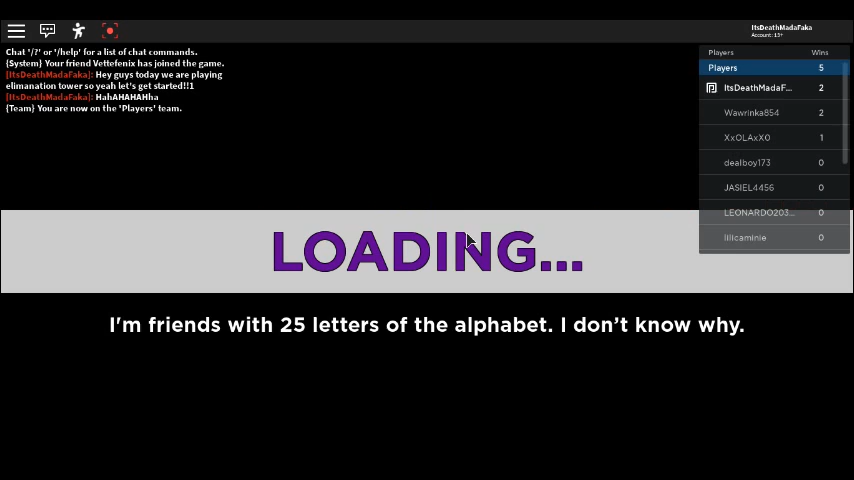 ItsDeathMadaFaka
Account: 13+
Chat '/?' or '/help' for a list of chat commands.
{System} Your friend Vettefenix has joined the game.
[ItsDeathMadaFaka]: Hey guys today we are playing
elimanation tower so yeah let's get started!!1
[ItsDeathMadaFaka]: HahAHAHAHha
{Team} You are now on the 'Players' team.
Players Wins
Players 5
ItsDeathMadaF... 2
Wawrinka854 2
XxOLAxX0 1
dealboy173 0
JASIEL4456 0
LEONARDO203... 0
lilicaminie 0
LOADING...
I'm friends with 25 letters of the alphabet. I don’t know why.